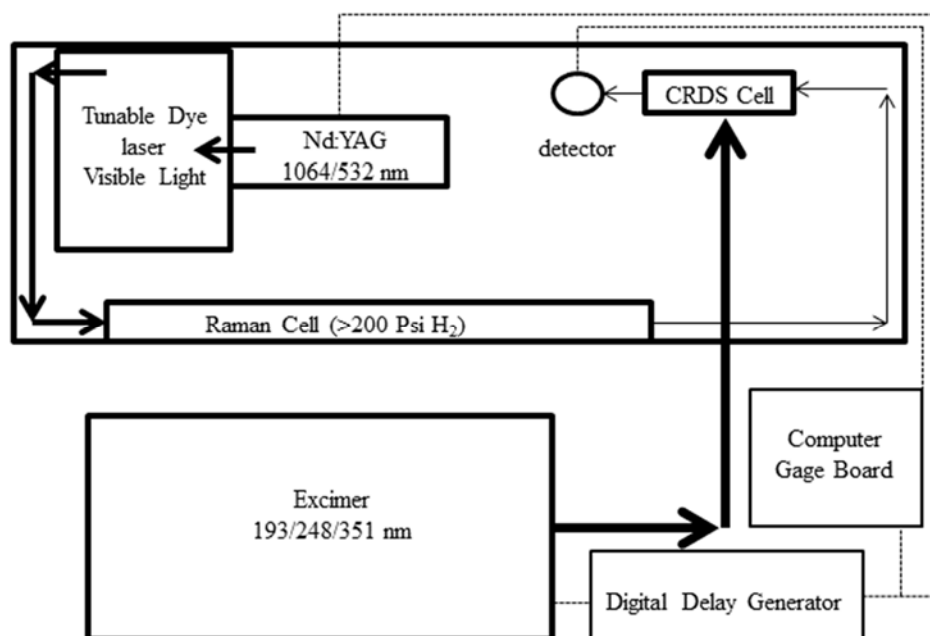 Tunable Dye
laser
Visible Light
Nd:YAG
1064/532 nm
CRDS Cell
detector
Raman Cell (>200 Psi H₂)
Computer
Gage Board
Excimer
193/248/351 nm
Digital Delay Generator